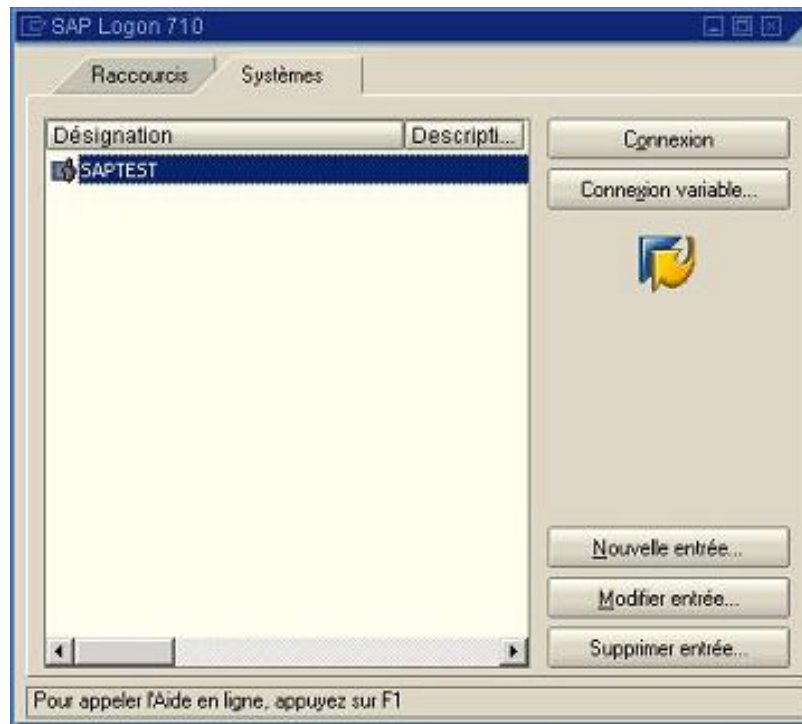 SAP Logon 710
Raccourcis Systèmes
Désignation Descripti...
SAPTEST
Connexion
Connexion variable...
Nouvelle entrée...
Modifier entrée...
Supprimer entrée...
Pour appeler l'Aide en ligne, appuyez sur F1